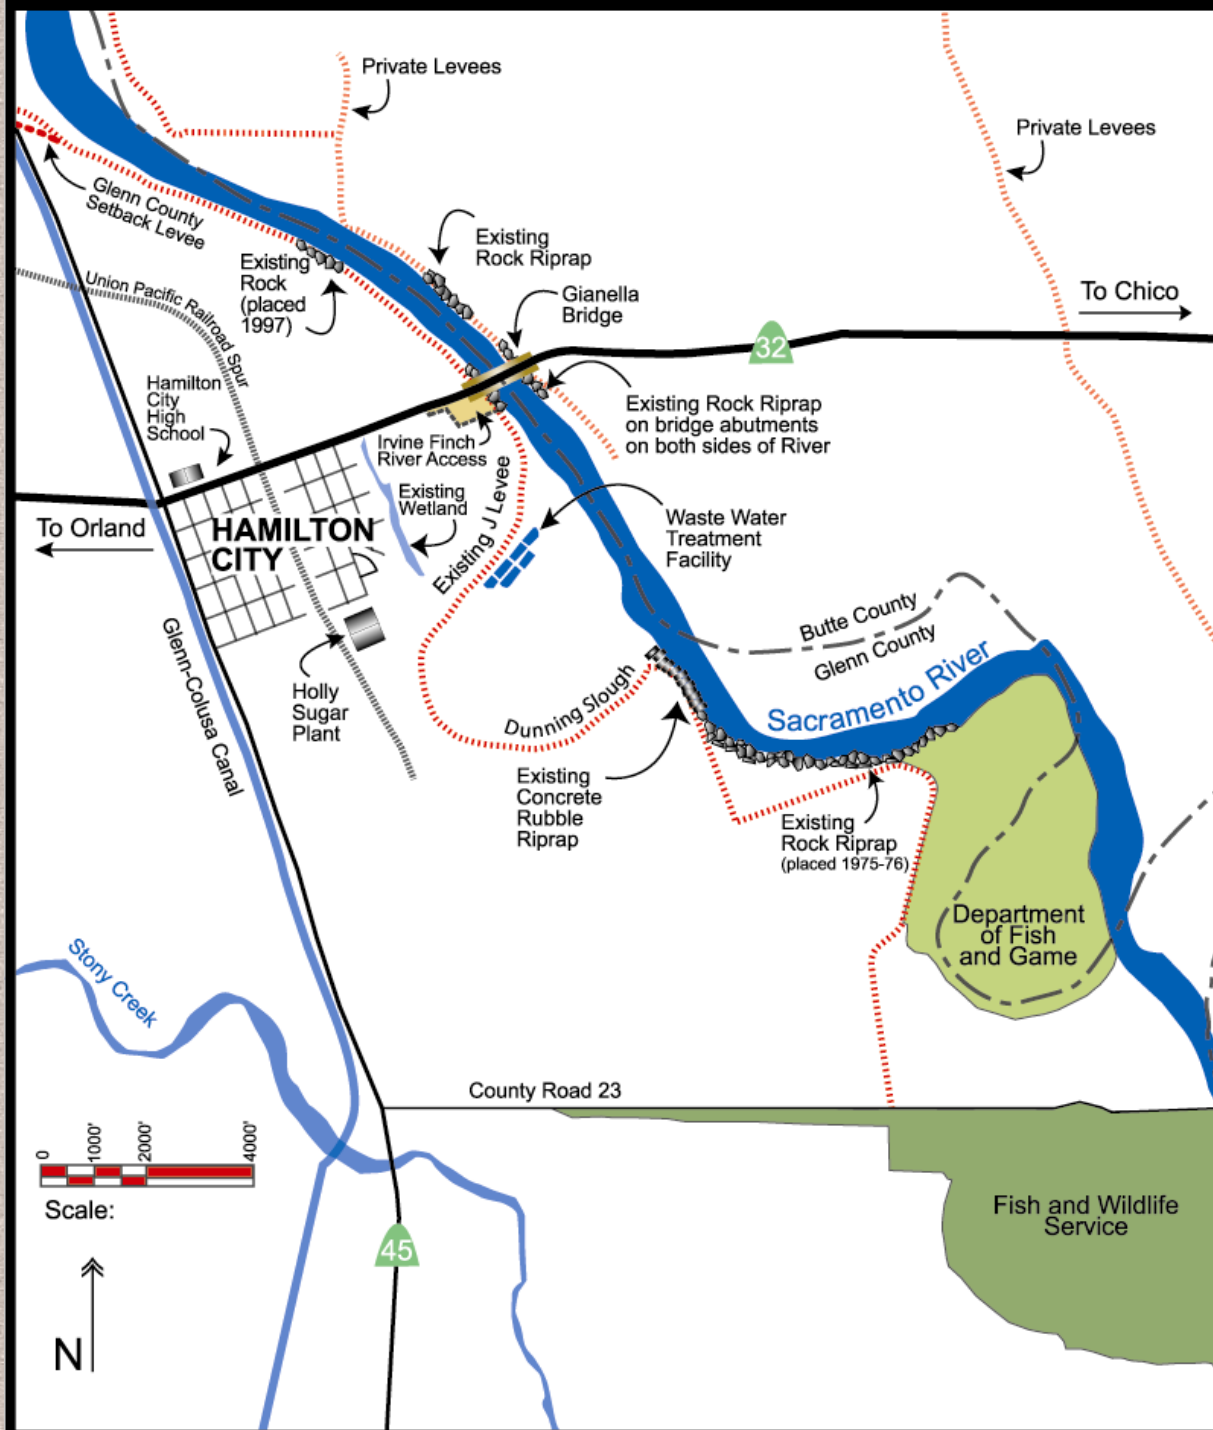 Private Levees
Private Levees
Glenn County
Setback Levee
Existing
Rock Riprap
Existing
Rock
(placed
1997)
Union Pacific Railroad Spur
Gianella
Bridge
To Chico
32
Hamilton
City
High
School
Existing Rock Riprap
on bridge abutments
on both sides of River
Irvine Finch
River Access
Existing
Wetland
Existing J Levee
To Orland
HAMILTON
CITY
Waste Water
Treatment
Facility
Butte County
Glenn County
Sacramento River
Glenn-Colusa Canal
Holly
Sugar
Plant
Dunning Slough
Existing
Concrete
Rubble
Riprap
Existing
Rock Riprap
(placed 1975-76)
Department
of Fish
and Game
Stony Creek
County Road 23
0
1000'
2000'
4000'
Scale:
Fish and Wildlife
Service
45
N